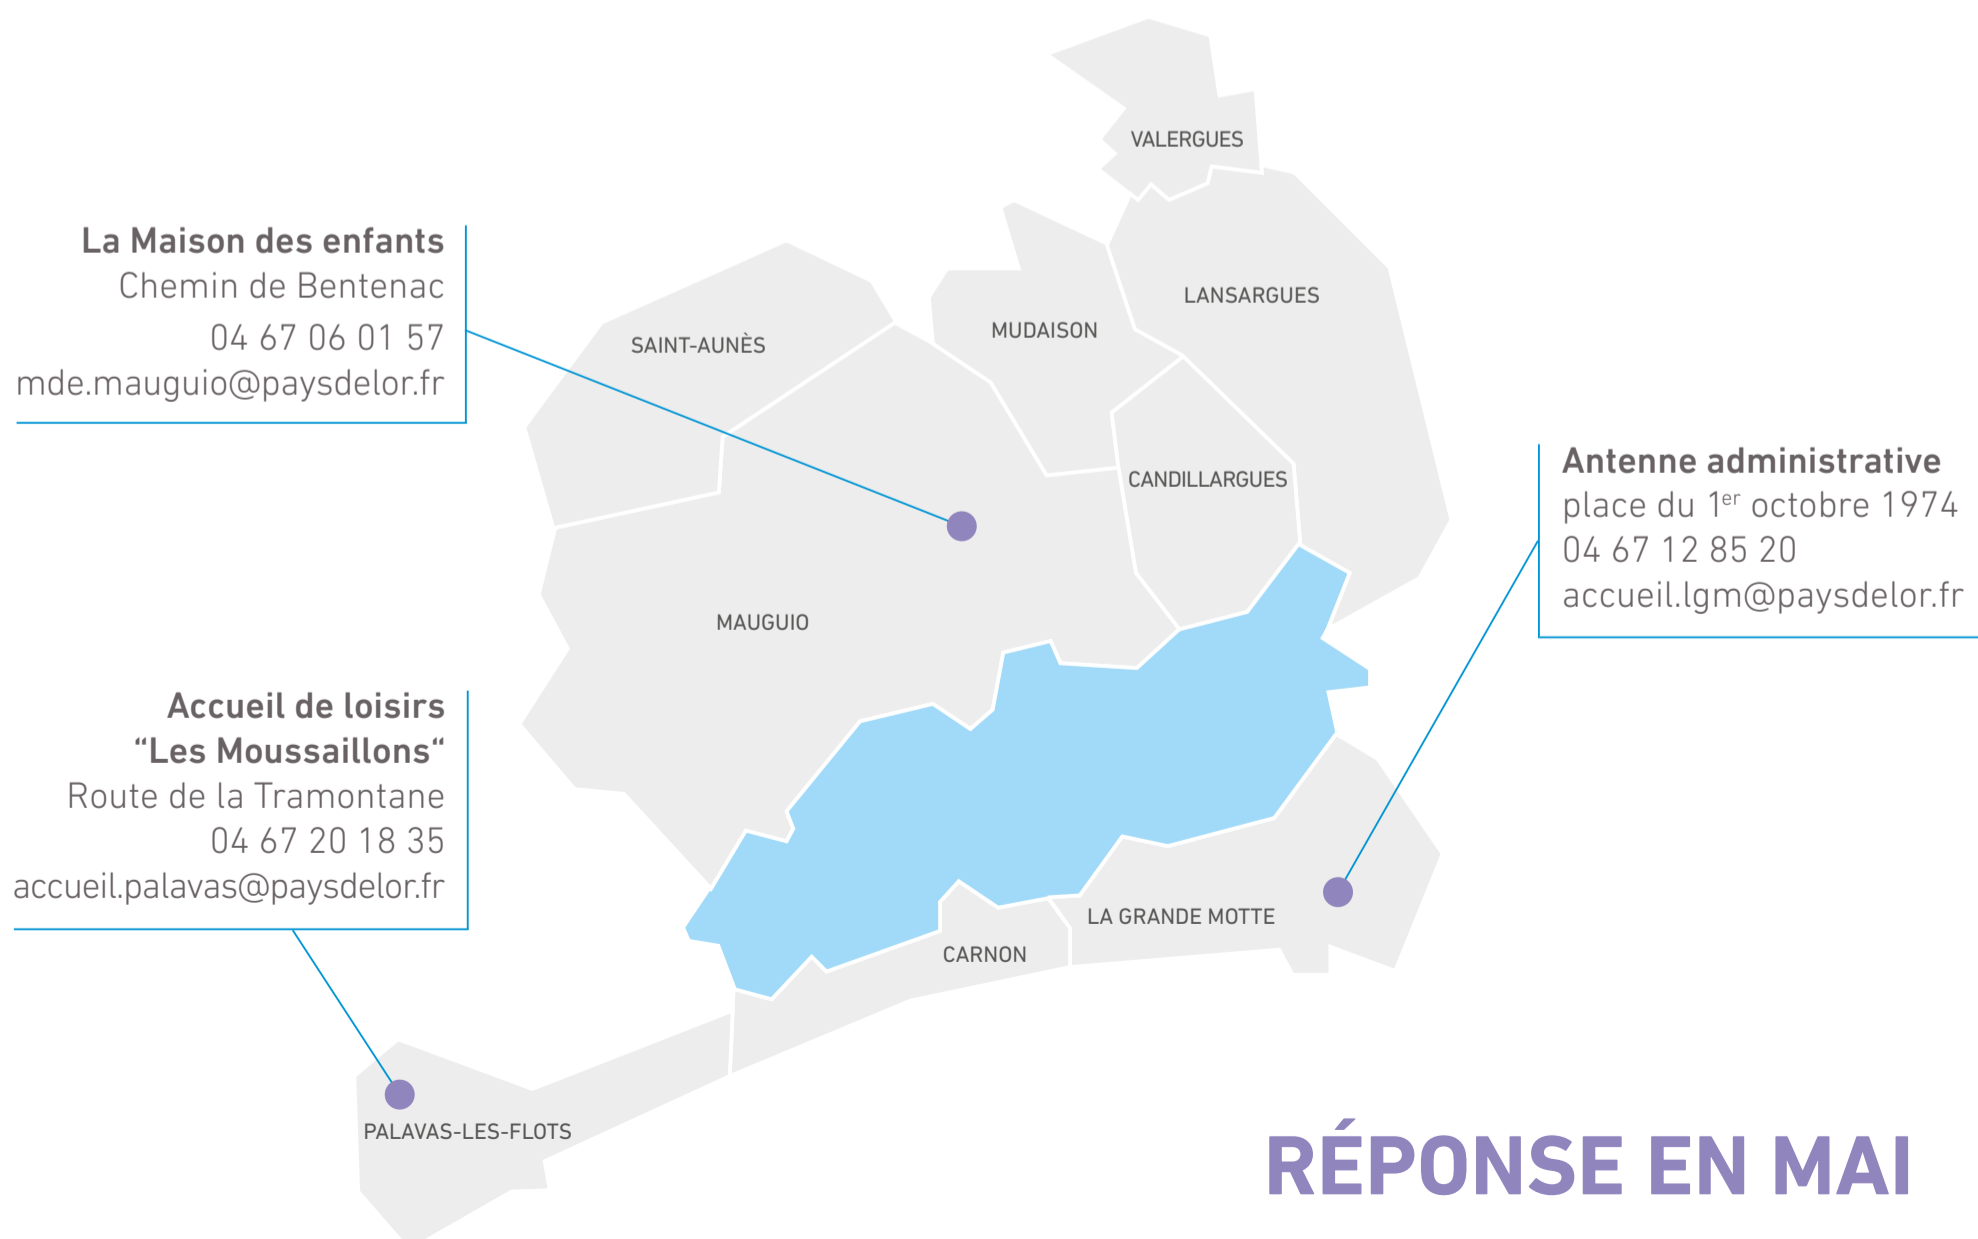 VALERGUES
La Maison des enfants
Chemin de Bentenac
04 67 06 01 57
mde.mauguio@paysdelor.fr
LANSARGUES
MUDAISON
SAINT-AUNÈS
CANDILLARGUES
Antenne administrative
place du 1er octobre 1974
04 67 12 85 20
accueil.lgm@paysdelor.fr
MAUGUIO
Accueil de loisirs
“Les Moussaillons“
Route de la Tramontane
04 67 20 18 35
accueil.palavas@paysdelor.fr
LA GRANDE MOTTE
CARNON
PALAVAS-LES-FLOTS
RÉPONSE EN MAI